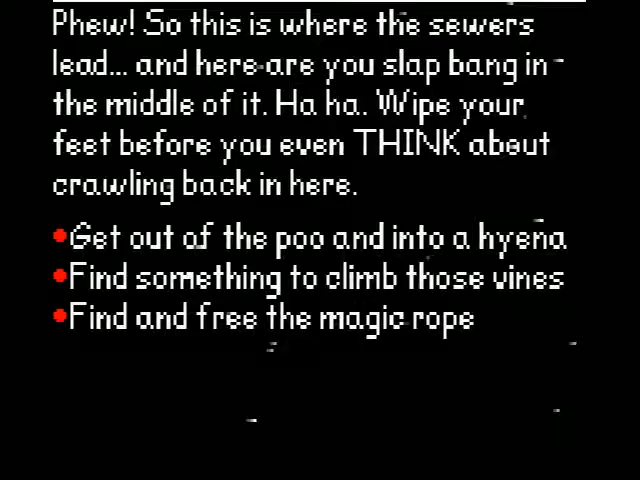 Phew! So this is where the sewers
lead... and here are you slap bang in
the middle of it. Ha ha. Wipe your
feet before you even THINK about
crawling back in here.
•Get out of the poo and into a hyena
•Find something to climb those vines
•Find and free the magic rope